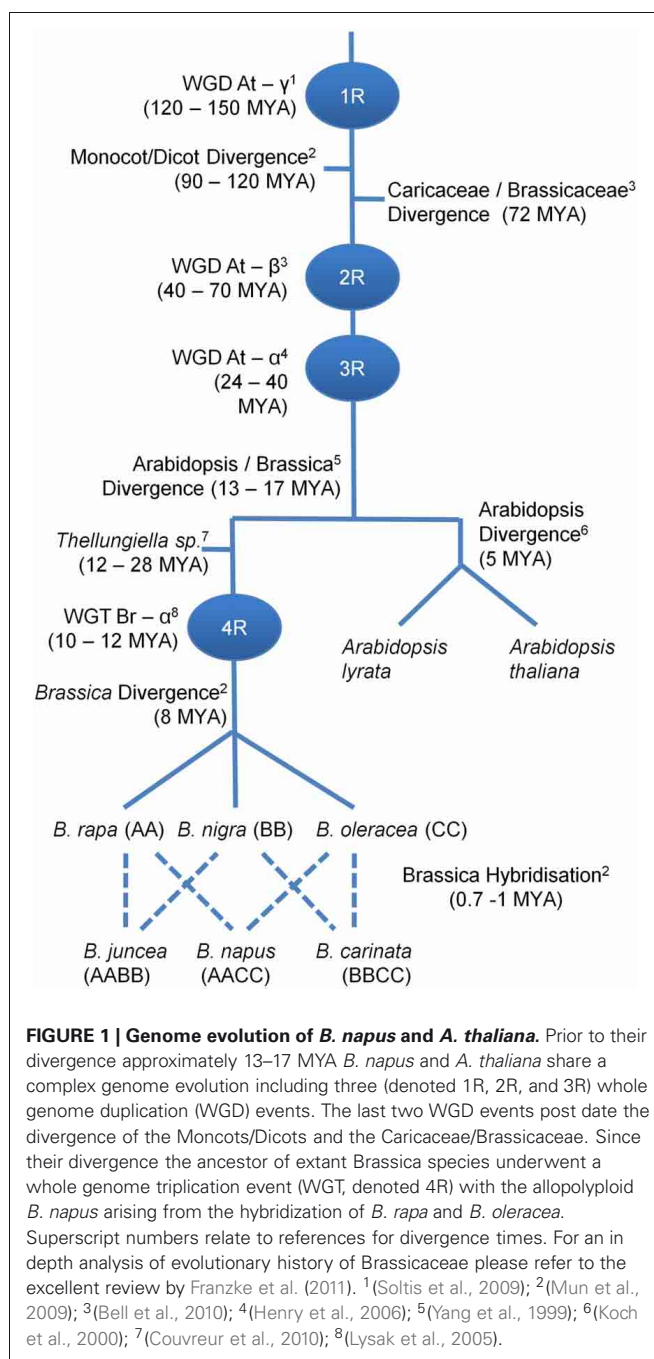 WGD At – γ¹
(120 – 150 MYA)
1R
Monocot/Dicot Divergence²
(90 – 120 MYA)
Caricaceae / Brassicaceae³
Divergence (72 MYA)
WGD At – β³
(40 – 70 MYA)
2R
WGD At – α⁴
(24 – 40
MYA)
3R
Arabidopsis / Brassica⁵
Divergence (13 – 17 MYA)
Arabidopsis
Divergence⁶
(5 MYA)
Thellungiella sp.⁷
(12 – 28 MYA)
WGT Br – α⁸
(10 – 12 MYA)
4R
Arabidopsis
lyrata
Arabidopsis
thaliana
Brassica Divergence²
(8 MYA)
B. rapa (AA) B. nigra (BB) B. oleracea (CC)
Brassica Hybridisation²
(0.7 -1 MYA)
B. juncea
(AABB)
B. napus
(AACC)
B. carinata
(BBCC)
FIGURE 1 | Genome evolution of B. napus and A. thaliana. Prior to their
divergence approximately 13–17 MYA B. napus and A. thaliana share a
complex genome evolution including three (denoted 1R, 2R, and 3R) whole
genome duplication (WGD) events. The last two WGD events post date the
divergence of the Moncots/Dicots and the Caricaceae/Brassicaceae. Since
their divergence the ancestor of extant Brassica species underwent a
whole genome triplication event (WGT, denoted 4R) with the allopolyploid
B. napus arising from the hybridization of B. rapa and B. oleracea.
Superscript numbers relate to references for divergence times. For an in
depth analysis of evolutionary history of Brassicaceae please refer to the
excellent review by Franzke et al. (2011). ¹(Soltis et al., 2009); ²(Mun et al.,
2009); ³(Bell et al., 2010); ⁴(Henry et al., 2006); ⁵(Yang et al., 1999); ⁶(Koch
et al., 2000); ⁷(Couvreur et al., 2010); ⁸(Lysak et al., 2005).